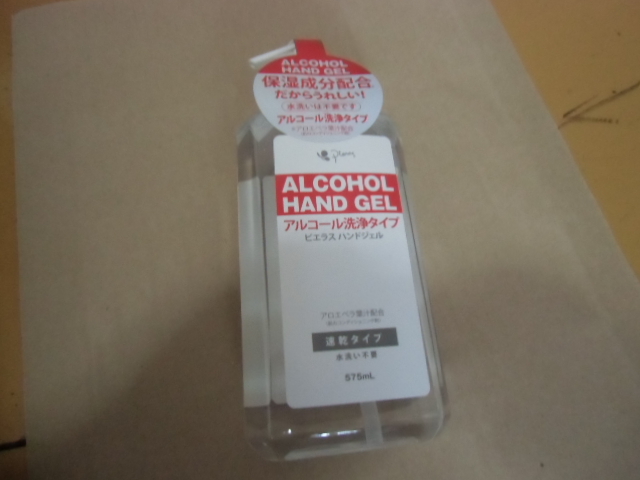 ALCOHOL
HAND GEL
保湿成分配合
だからうれしい!
水洗いは不要です
アルコール洗浄タイプ
ALCOHOL
HAND GEL
アルコール洗浄タイプ
ピエラス ハンドジェル
アロエベラ葉汁配合
速乾タイプ
水洗い不要
575mL